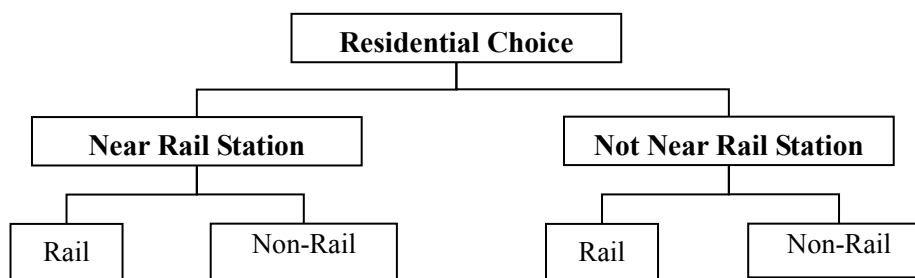 Residential Choice
Near Rail Station
Not Near Rail Station
Rail
Non-Rail
Rail
Non-Rail